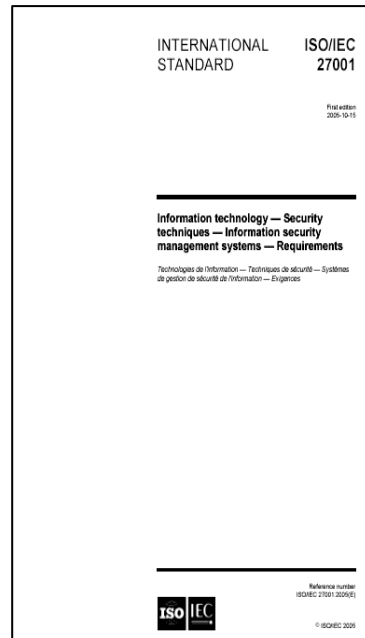 INTERNATIONAL STANDARD
ISO/IEC 27001
First edition
2005-10-15
Information technology — Security
techniques — Information security
management systems — Requirements
Technologies de l'information — Techniques de sécurité — Systèmes
de gestion de sécurité de l'information — Exigences
Reference number
ISO/IEC 27001:2005(E)
ISO IEC
© ISO/IEC 2005